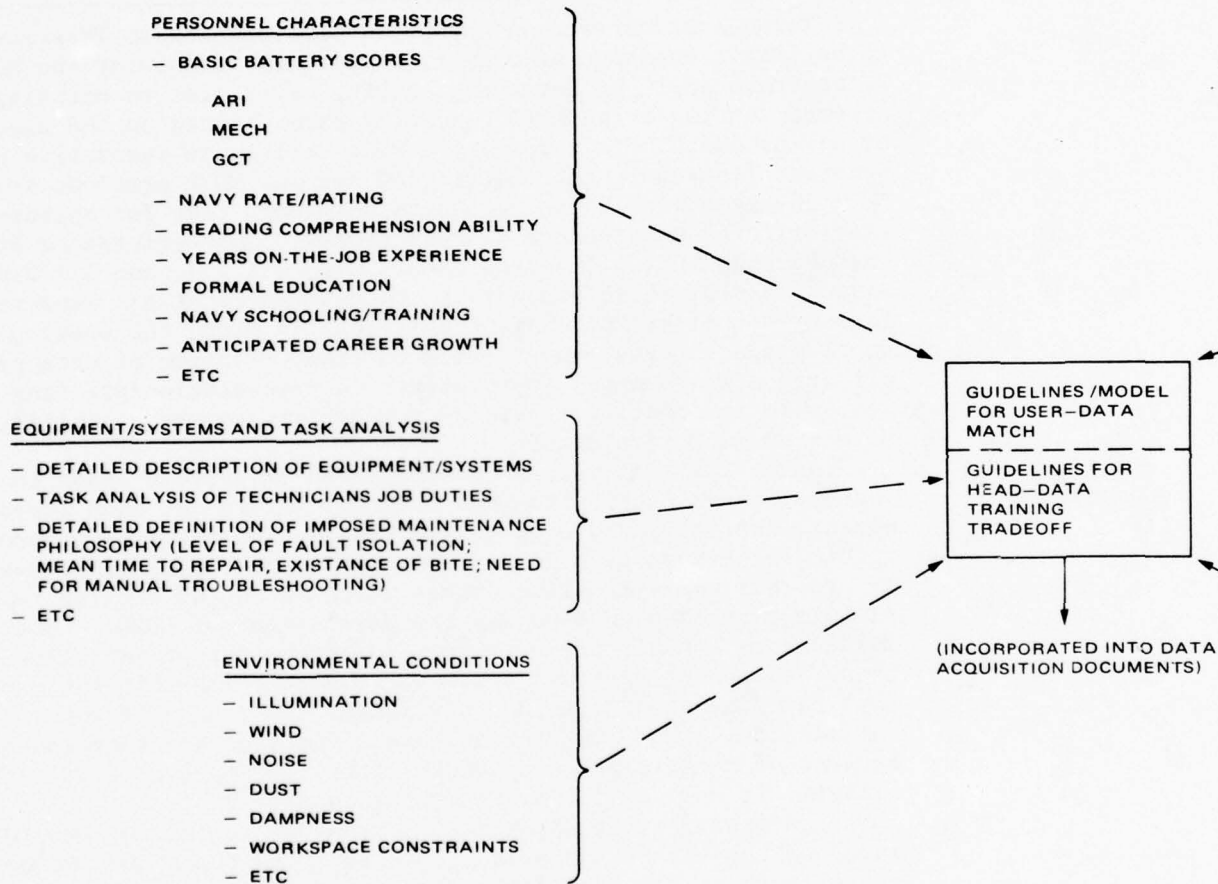 PERSONNEL CHARACTERISTICS
– BASIC BATTERY SCORES
ARI
MECH
GCT
– NAVY RATE/RATING
– READING COMPREHENSION ABILITY
– YEARS ON-THE-JOB EXPERIENCE
– FORMAL EDUCATION
– NAVY SCHOOLING/TRAINING
– ANTICIPATED CAREER GROWTH
– ETC
EQUIPMENT/SYSTEMS AND TASK ANALYSIS
– DETAILED DESCRIPTION OF EQUIPMENT/SYSTEMS
– TASK ANALYSIS OF TECHNICIANS JOB DUTIES
– DETAILED DEFINITION OF IMPOSED MAINTENANCE
PHILOSOPHY (LEVEL OF FAULT ISOLATION;
MEAN TIME TO REPAIR, EXISTANCE OF BITE; NEED
FOR MANUAL TROUBLESHOOTING)
– ETC
ENVIRONMENTAL CONDITIONS
– ILLUMINATION
– WIND
– NOISE
– DUST
– DAMPNESS
– WORKSPACE CONSTRAINTS
– ETC
GUIDELINES/MODEL
FOR USER–DATA
MATCH
GUIDELINES FOR
HEAD–DATA
TRAINING
TRADEOFF
(INCORPORATED INTO DATA
ACQUISITION DOCUMENTS)